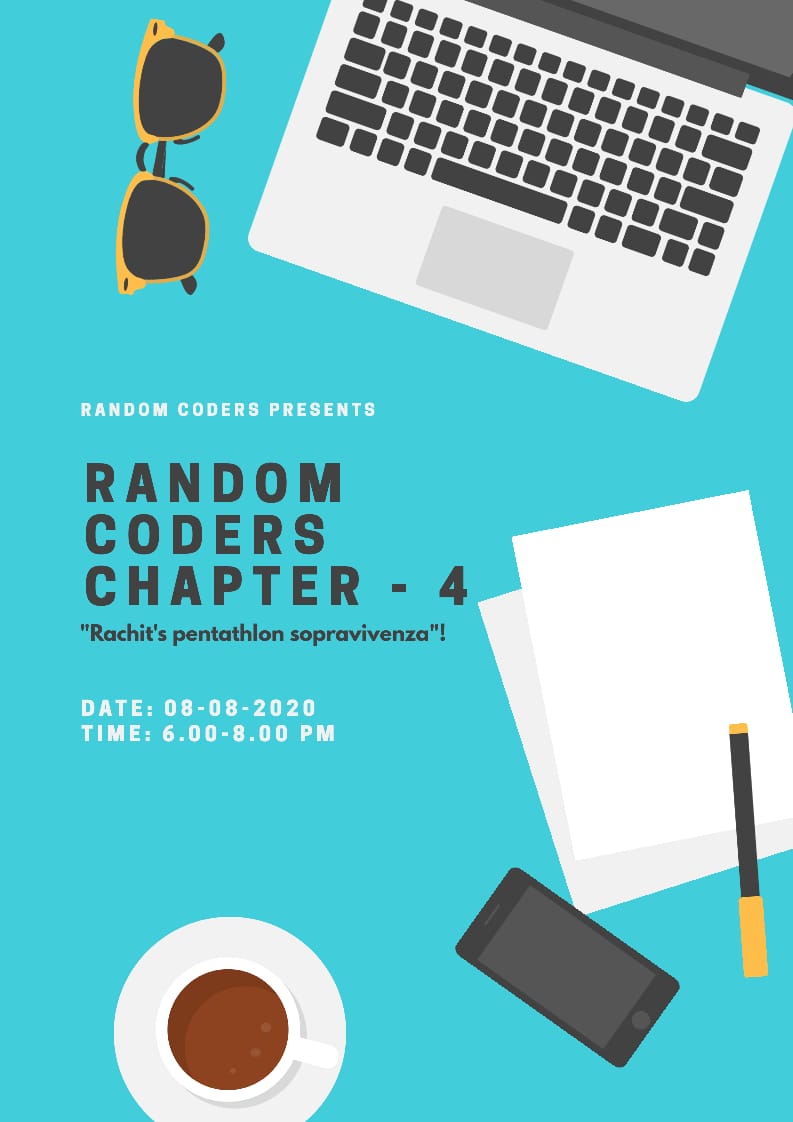 RANDOM CODERS PRESENTS
RANDOM
CODERS
CHAPTER - 4
"Rachit's pentathlon sopravivenza"!
DATE: 08-08-2020
TIME: 6.00-8.00 PM